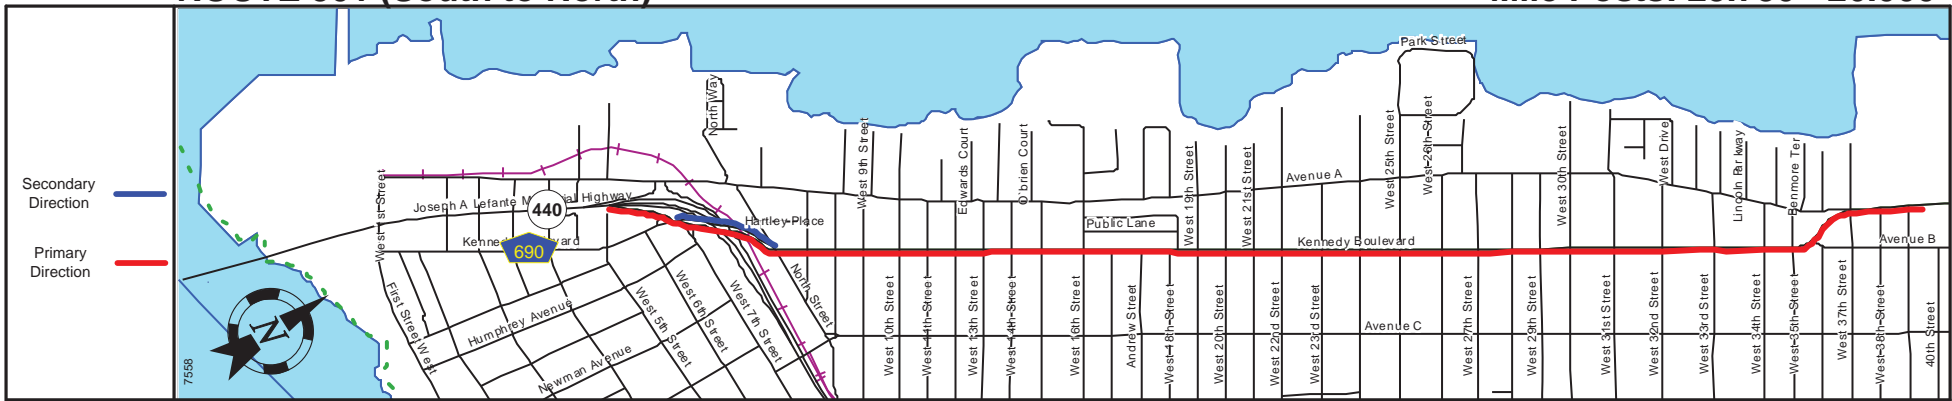 Secondary
Direction
Primary
Direction
7558
N
440
690
Joseph A Lefante Memorial Highway
Hartley Place
Public Lane
Kennedy Boulevard
Avenue A
Avenue B
Avenue C
Park Street
North Way
West 1st Street
First Street West
Humphrey Avenue
Newman Avenue
West 5th Street
West 6th Street
West 7th Street
North Street
West 9th Street
Edwards Court
O'brien Court
West 19th Street
West 21st Street
West 25th Street
West 26th Street
West 30th Street
West Drive
Lincoln Parkway
Benmore Ter
West 10th Street
West 11th Street
West 13th Street
West 14th Street
West 16th Street
Andrew Street
West 18th Street
West 20th Street
West 22nd Street
West 23rd Street
West 27th Street
West 29th Street
West 31st Street
West 32nd Street
West 33rd Street
West 34th Street
West 35th Street
West 37th Street
West 38th Street
40th Street